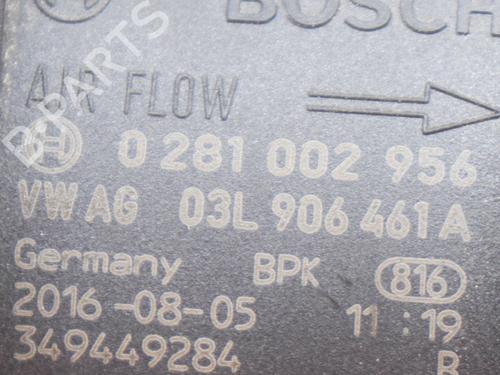 BOSCH
AIR FLOW
0 281 002 956
VW AG 03L 906 461 A
Germany BPK 816
2016-08-05 11:19
349449284 B
B-PARTS